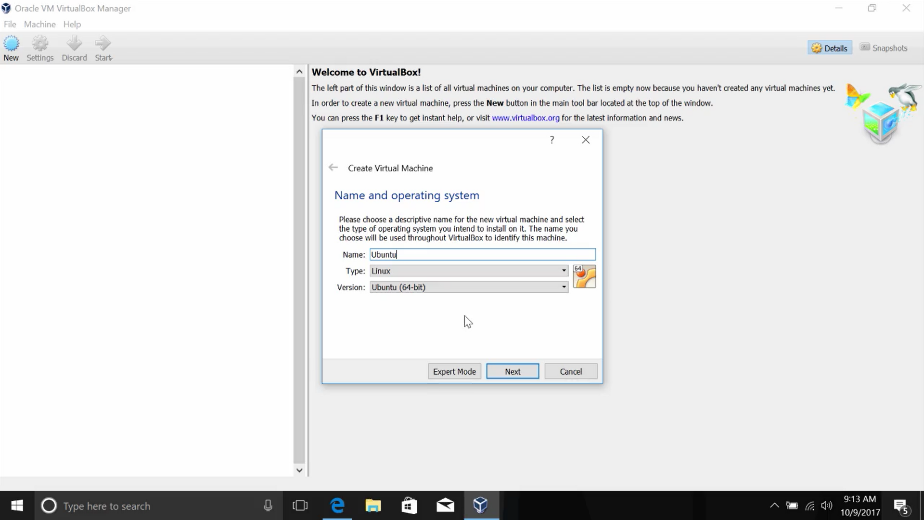 Oracle VM VirtualBox Manager
File Machine Help
New Settings Discard Start
Details Snapshots
Welcome to VirtualBox!
The left part of this window is a list of all virtual machines on your computer. The list is empty now because you haven't created any virtual machines yet.
In order to create a new virtual machine, press the New button in the main tool bar located at the top of the window.
You can press the F1 key to get instant help, or visit www.virtualbox.org for the latest information and news.
?
Create Virtual Machine
Name and operating system
Please choose a descriptive name for the new virtual machine and select
the type of operating system you intend to install on it. The name you
choose will be used throughout VirtualBox to identify this machine.
Name: Ubuntu
Type: Linux
64
Version: Ubuntu (64-bit)
Expert Mode Next Cancel
Type here to search
9:13 AM
10/9/2017
5